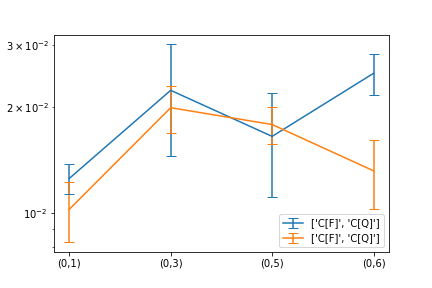 3 × 10⁻²
2 × 10⁻²
10⁻²
(0,1)
(0,3)
(0,5)
(0,6)
['C[F]', 'C[Q]']
['C[F]', 'C[Q]']